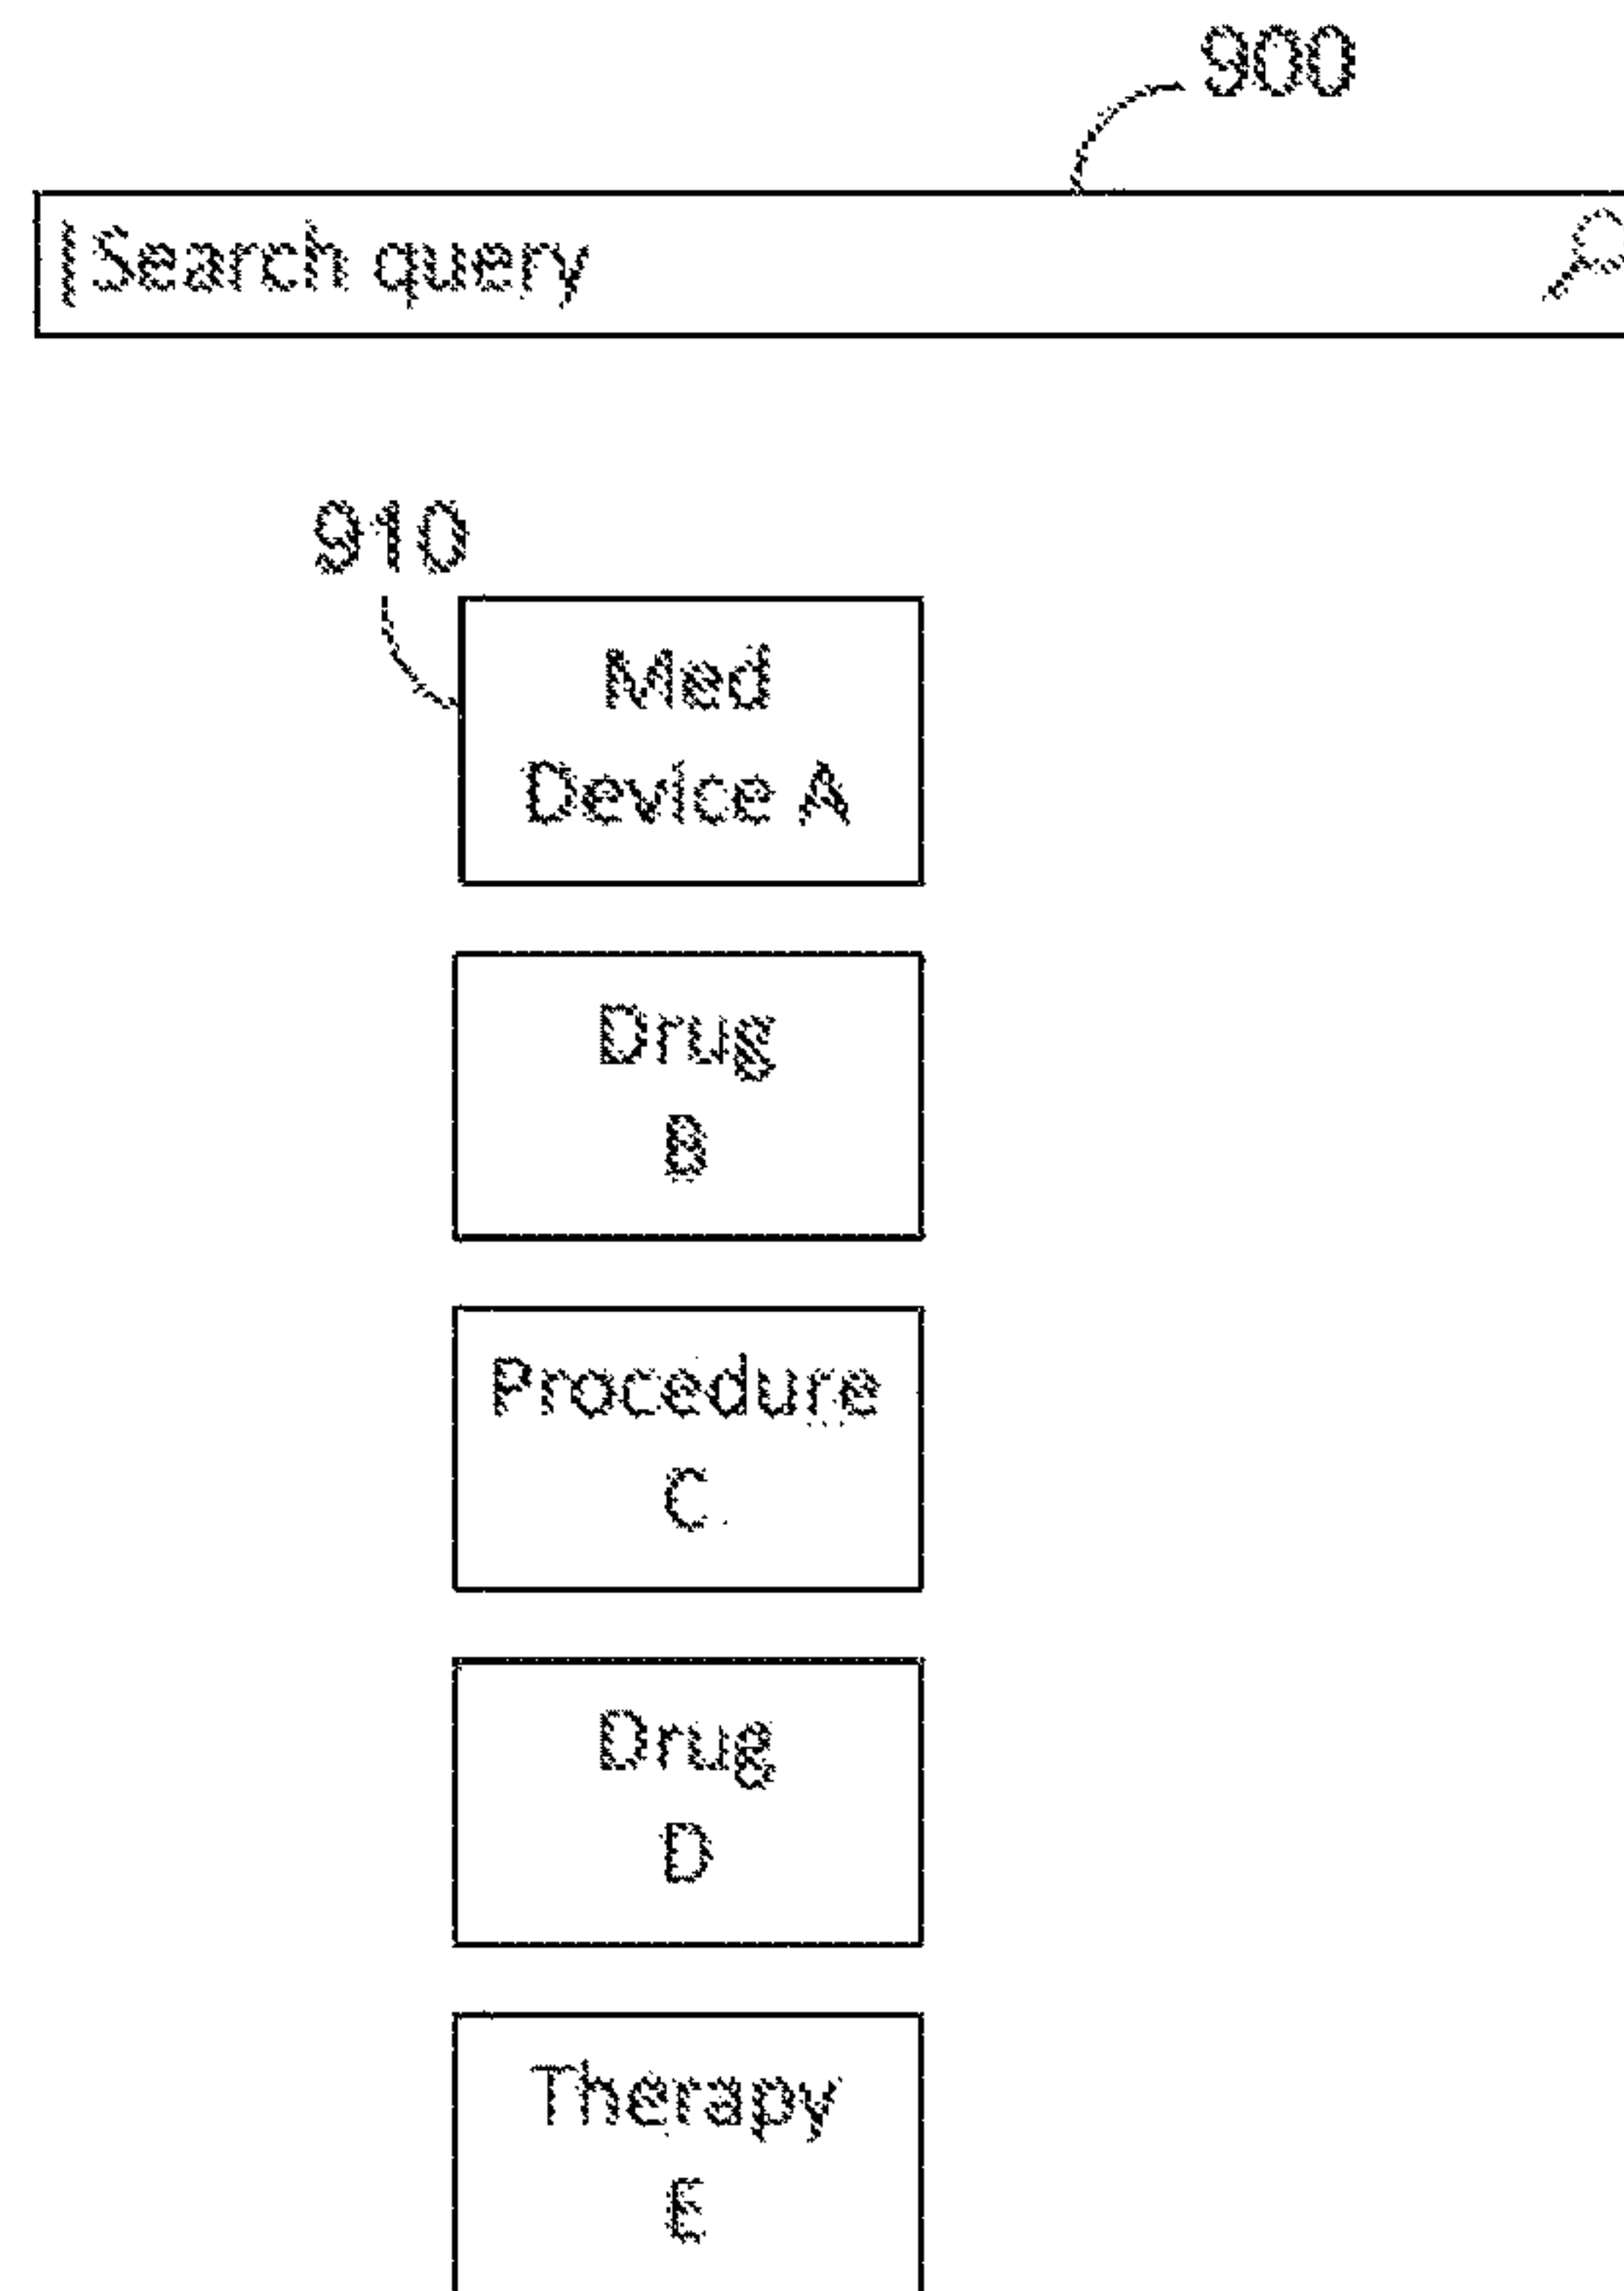 900
Search query
910
Med
Device A
Drug
B
Procedure
C
Drug
D
Therapy
E